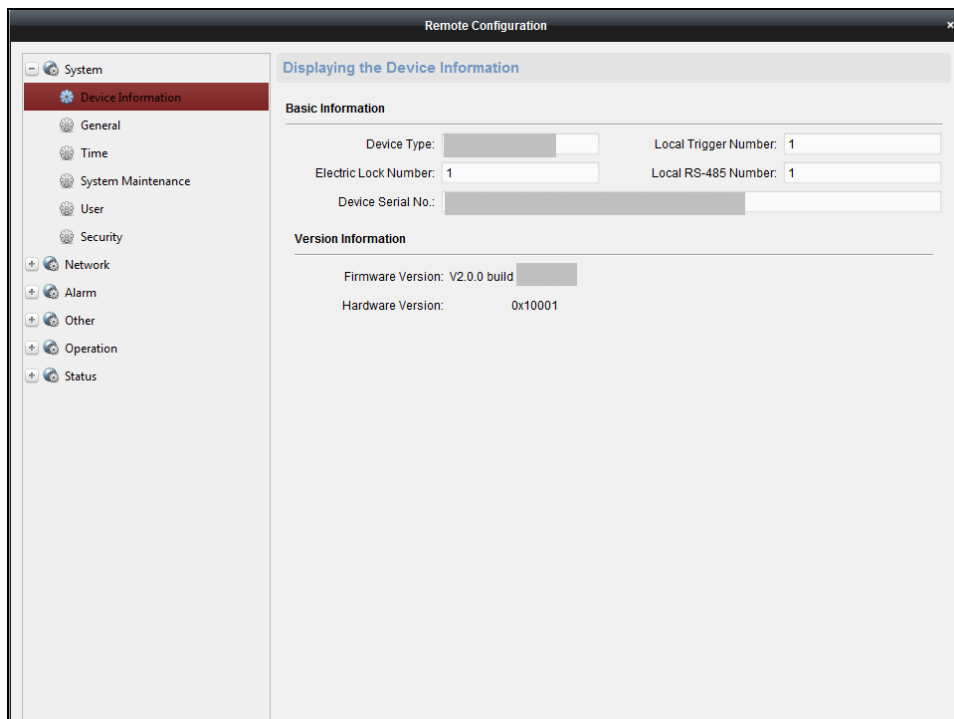 Remote Configuration
×
System
Device Information
General
Time
System Maintenance
User
Security
Network
Alarm
Other
Operation
Status
Displaying the Device Information
Basic Information
Device Type: Local Trigger Number: 1
Electric Lock Number: 1 Local RS-485 Number: 1
Device Serial No.:
Version Information
Firmware Version: V2.0.0 build
Hardware Version: 0x10001